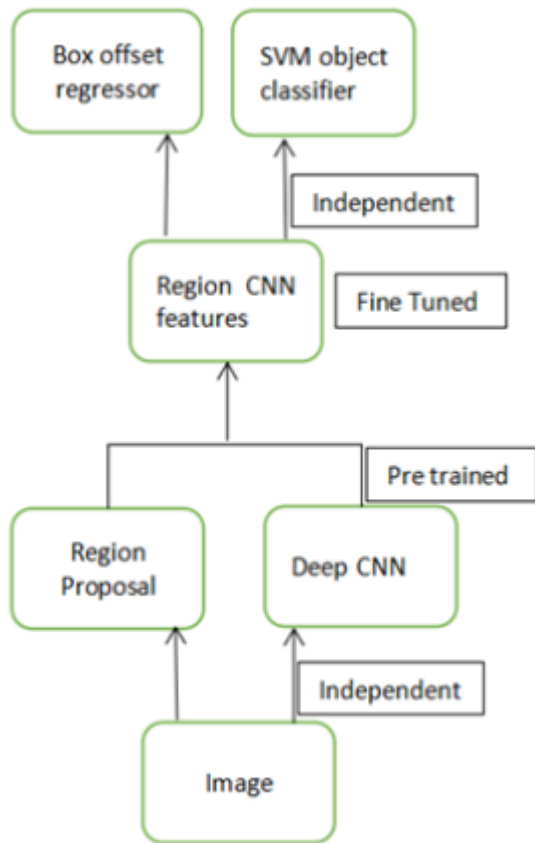 Box offset
regressor
SVM object
classifier
Independent
Region CNN
features
Fine Tuned
Pre trained
Region
Proposal
Deep CNN
Independent
Image